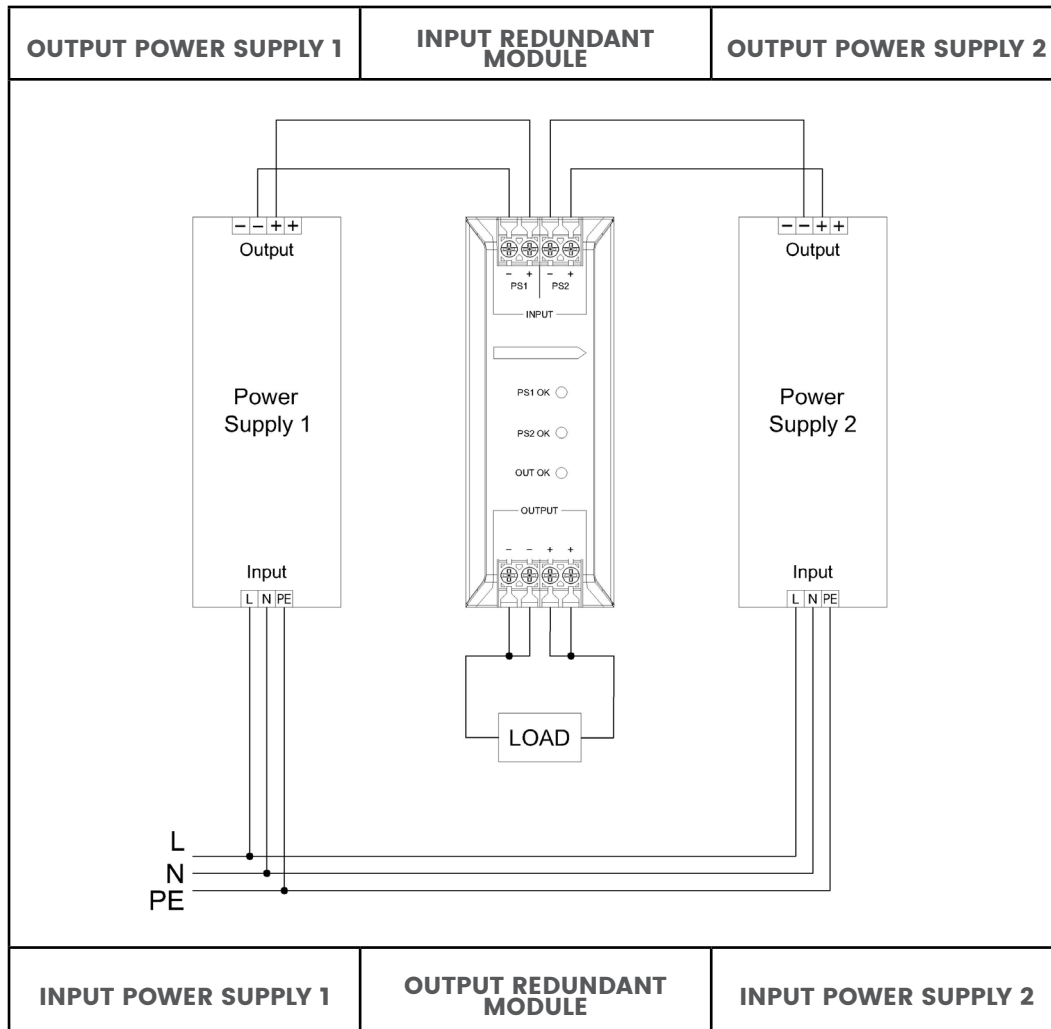 OUTPUT POWER SUPPLY 1
INPUT REDUNDANT
MODULE
OUTPUT POWER SUPPLY 2
− − + +
Output
Power
Supply 1
Input
L N PE
− + − +
PS1 PS2
INPUT
PS1 OK
PS2 OK
OUT OK
OUTPUT
− − + +
LOAD
− − + +
Output
Power
Supply 2
Input
L N PE
L
N
PE
INPUT POWER SUPPLY 1
OUTPUT REDUNDANT
MODULE
INPUT POWER SUPPLY 2